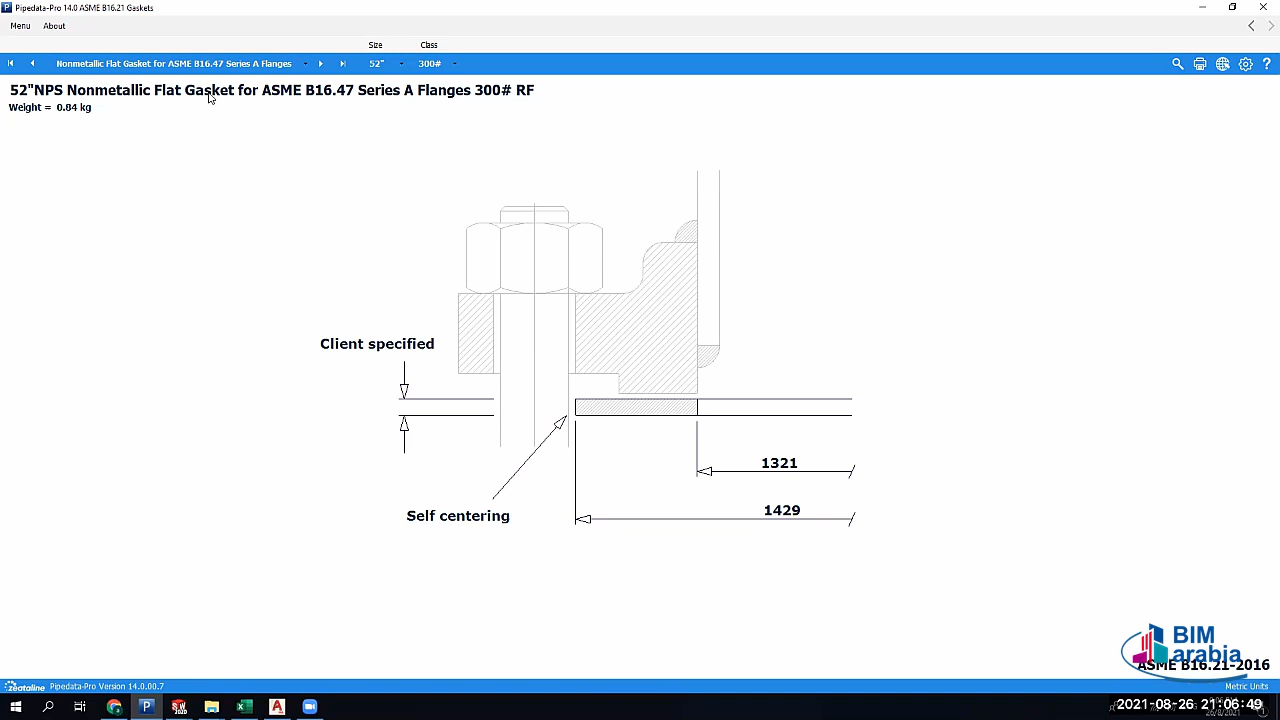 Pipedata-Pro 14.0 ASME B16.21 Gaskets
Menu About
Size Class
Nonmetallic Flat Gasket for ASME B16.47 Series A Flanges 52" 300#
52"NPS Nonmetallic Flat Gasket for ASME B16.47 Series A Flanges 300# RF
Weight = 0.84 kg
Client specified
1321
1429
Self centering
BIM
arabia
ASME B16.21-2016
Zeataline Pipedata-Pro Version 14.0.00.7 Metric Units
2021-08-26 21:06:49